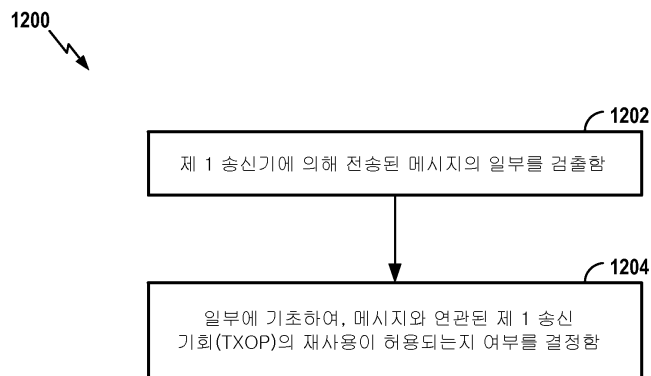 1200
1202
제 1 송신기에 의해 전송된 메시지의 일부를 검출함
1204
일부에 기초하여, 메시지와 연관된 제 1 송신
기회(TXOP)의 재사용이 허용되는지 여부를 결정함